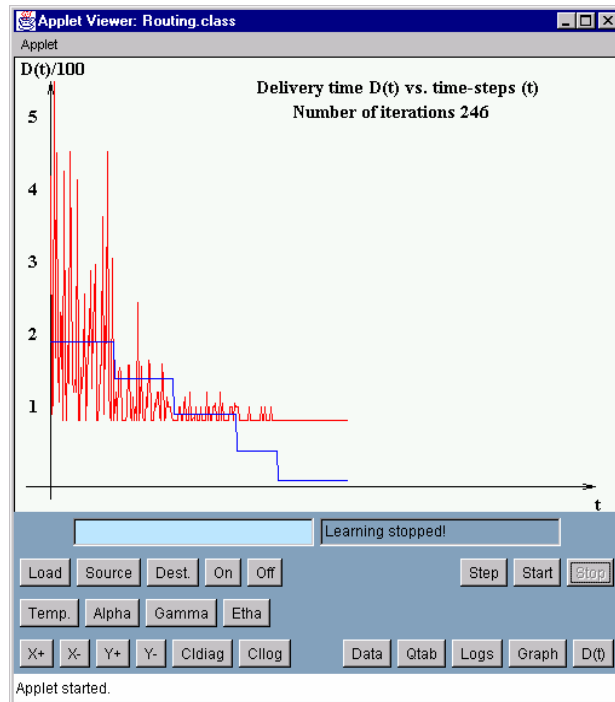 Applet Viewer: Routing.class
Applet
D(t)/100
Delivery time D(t) vs. time-steps (t)
Number of iterations 246
5
4
3
2
1
t
Learning stopped!
Load Source Dest. On Off Step Start Stop
Temp. Alpha Gamma Etha
X+ X- Y+ Y- Cldiag Cllog Data Qtab Logs Graph D(t)
Applet started.